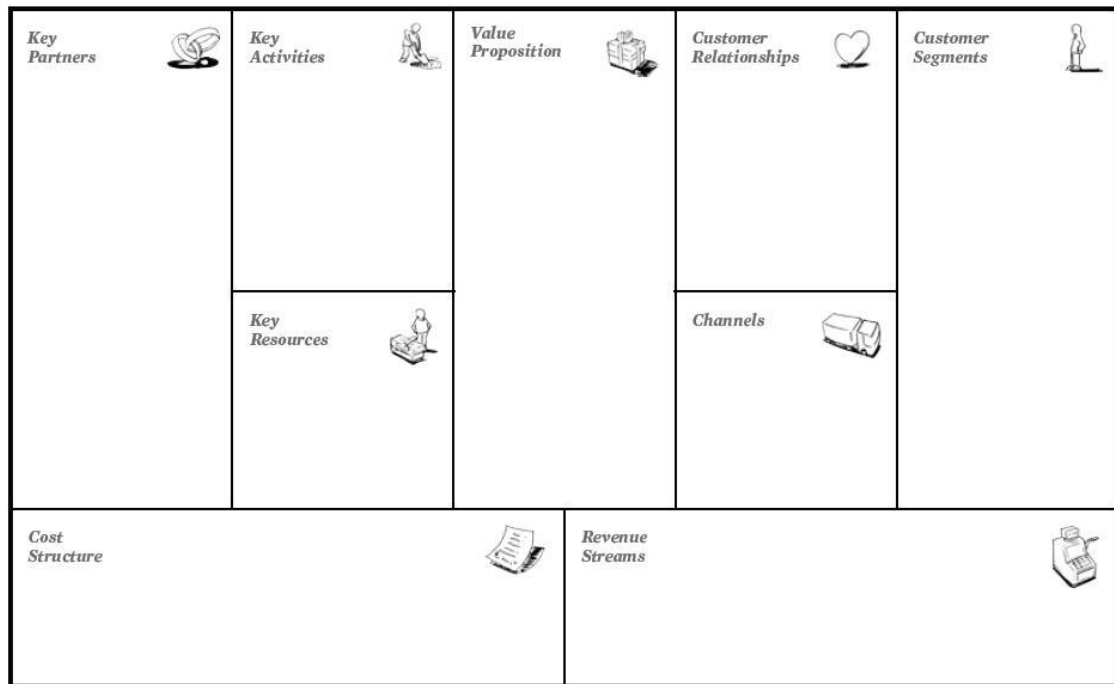 Key
Partners
Key
Activities
Value
Proposition
Customer
Relationships
Customer
Segments
Key
Resources
Channels
Cost
Structure
Revenue
Streams